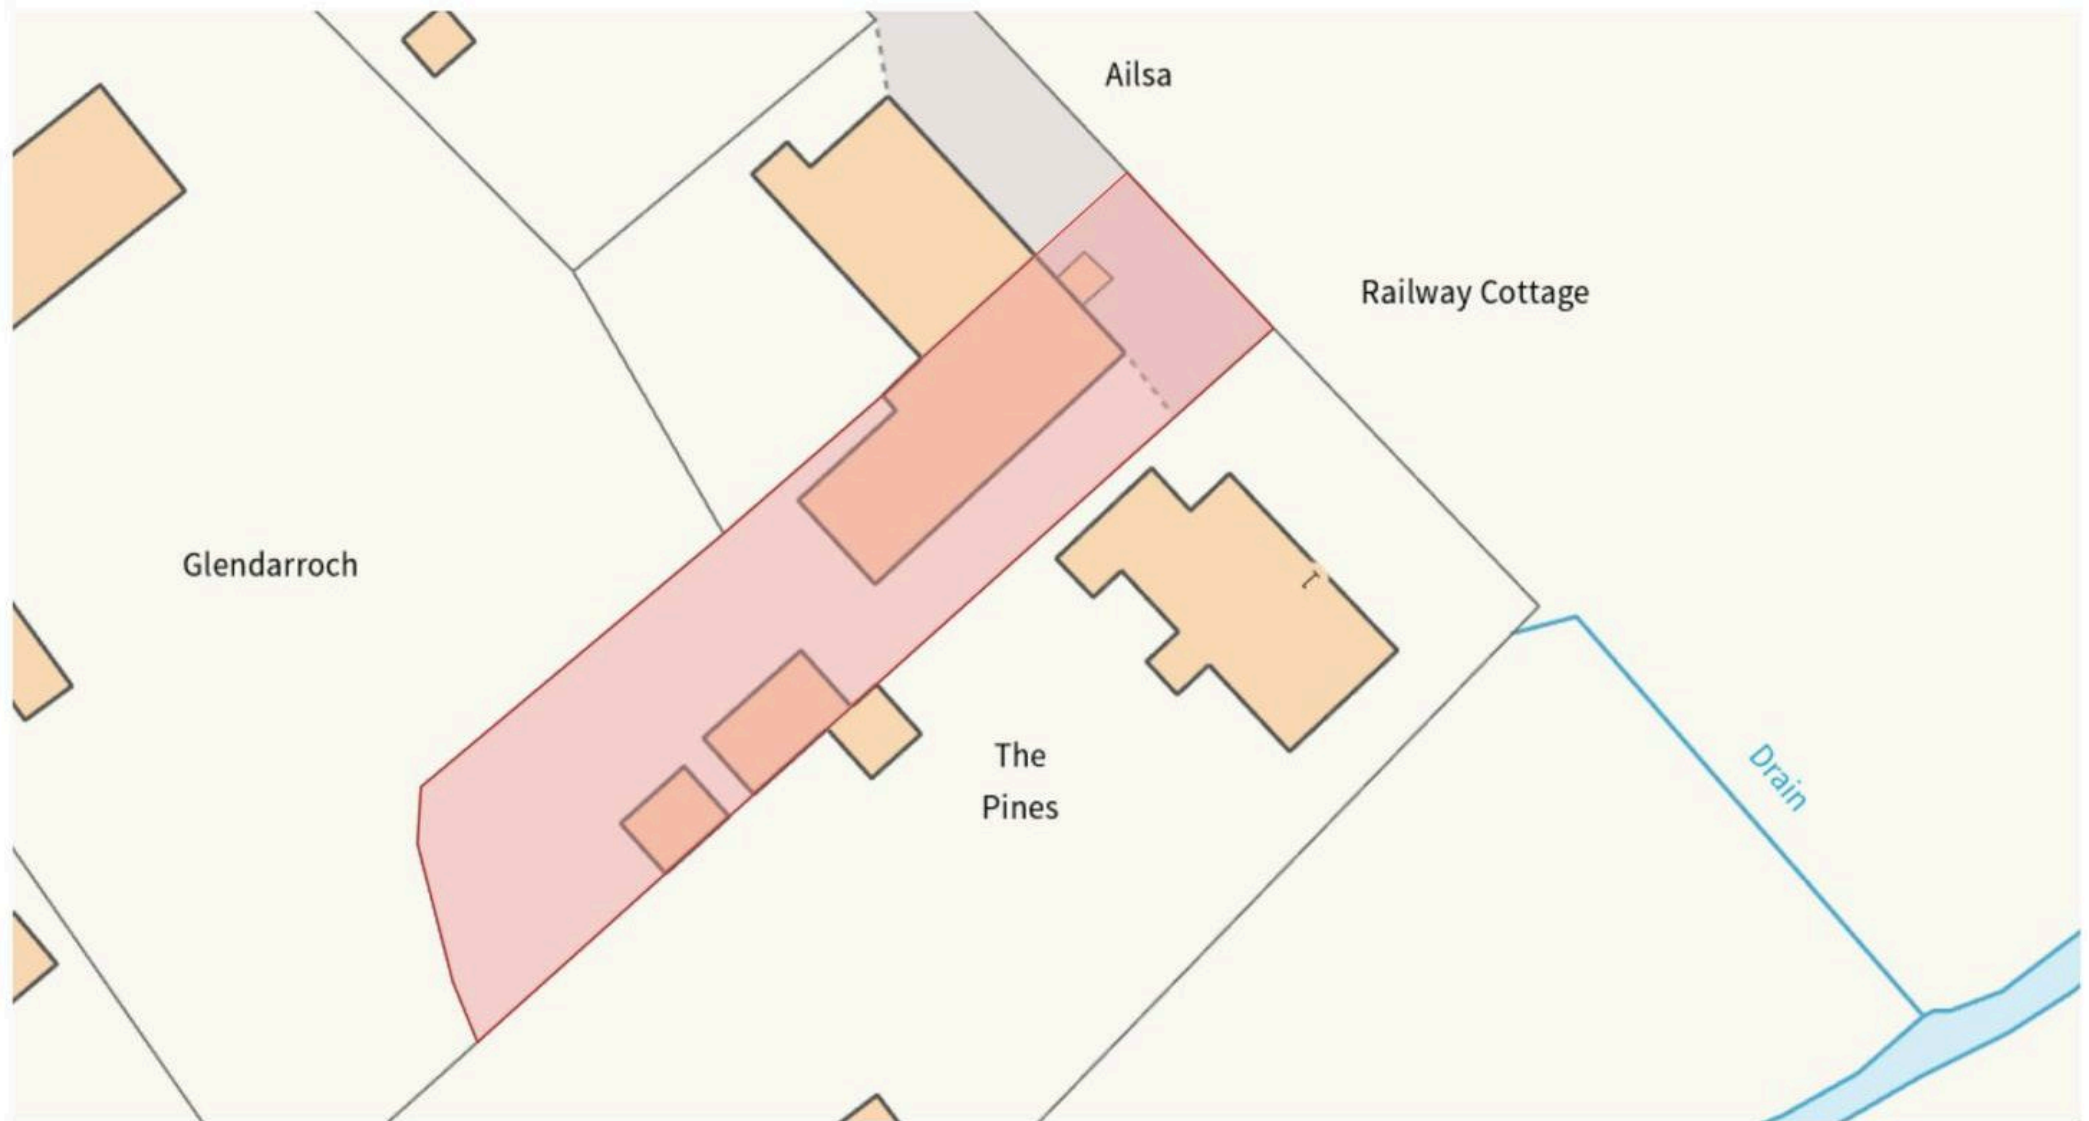 Ailsa
Railway Cottage
Glendarroch
The
Pines
Drain